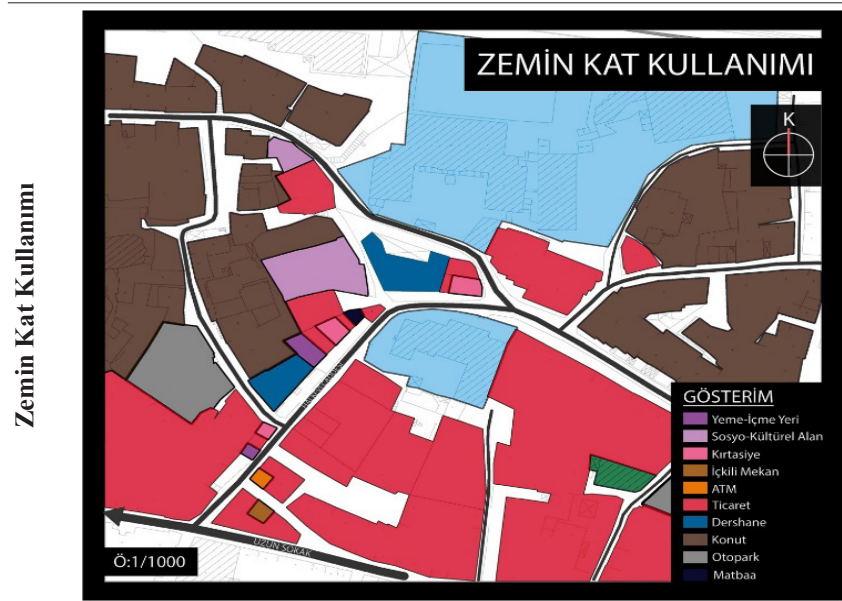 Zemin Kat Kullanımı
ZEMİN KAT KULLANIMI
K
GÖSTERİM
Yeme-İçme Yeri
Sosyo-Kültürel Alan
Kırtasiye
İçkili Mekan
ATM
Ticaret
Dershane
Konut
Otopark
Matbaa
UZUN SOKAK
Ö:1/1000